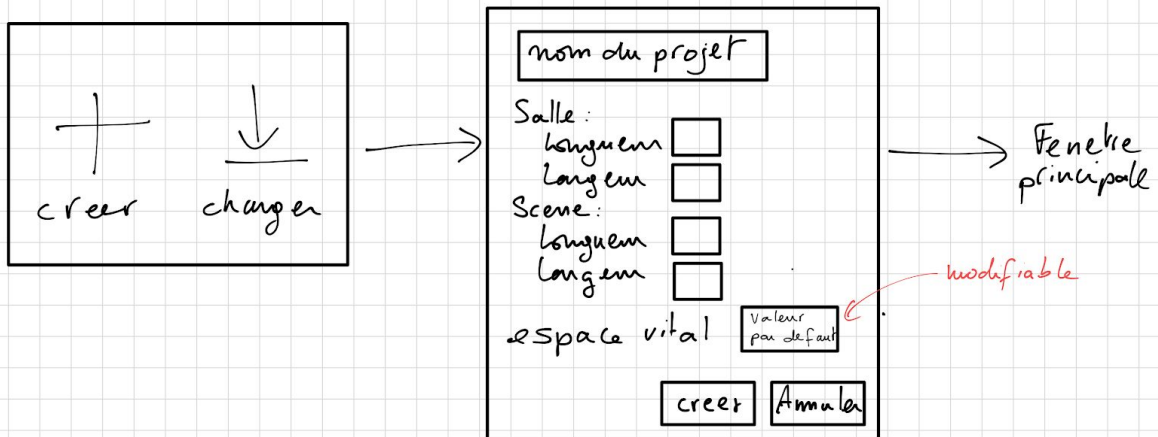 creer
charger
nom du projet
Salle :
Longueur
Largeur
Scene :
Longueur
Largeur
espace vital
Valeur
par defaut
modifiable
creer
Annuler
Fenetre
principale